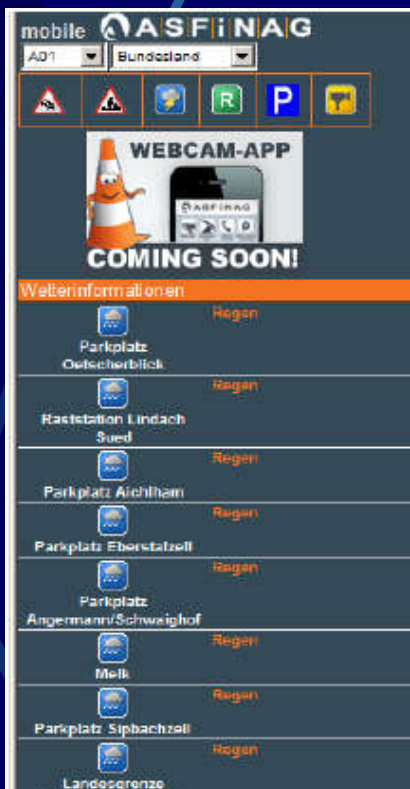 mobile ASFiNAG
A01 Bundesland
R P
WEBCAM-APP
ASFINAG
COMING SOON!
Wetterinformationen
Regen
Parkplatz
Oetscherblick
Regen
Raststation Lindach
Sued
Regen
Parkplatz Aichlham
Regen
Parkplatz Eberstalzell
Regen
Parkplatz
Angermann/Schwaighof
Regen
Melk
Regen
Parkplatz Sipbachzell
Regen
Landesgrenze